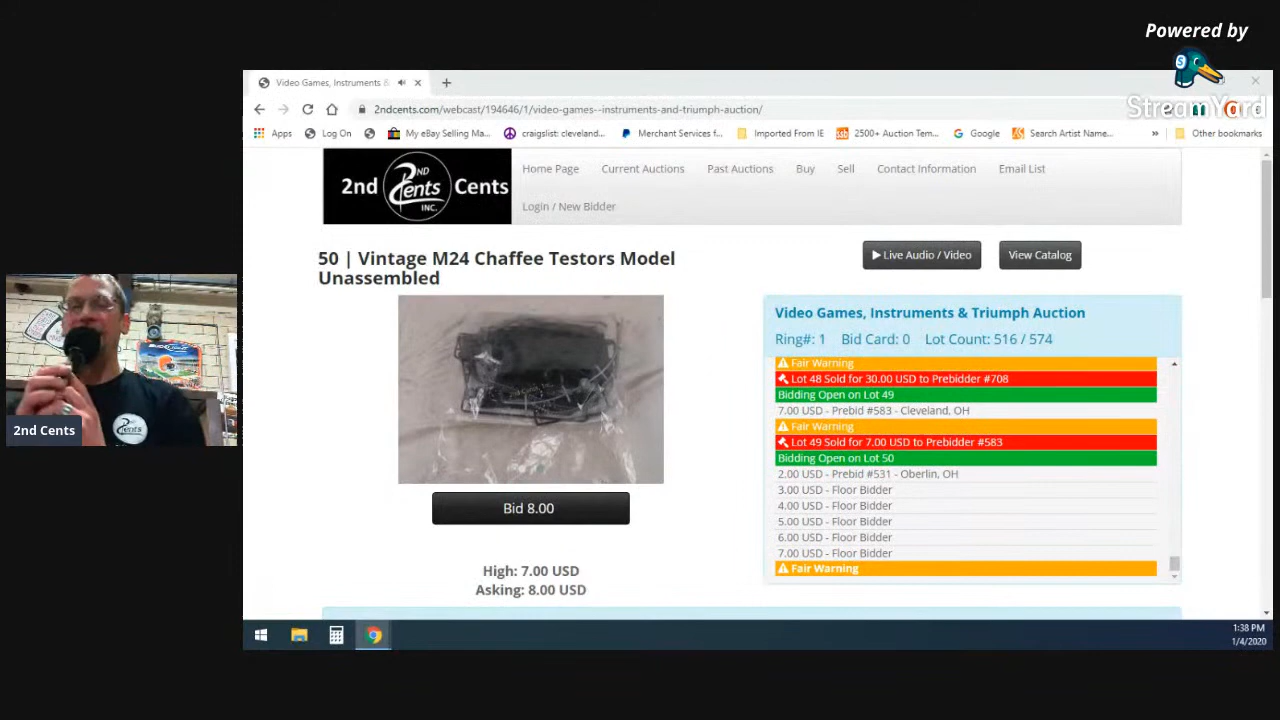 Powered by
StreamYard
Video Games, Instruments &
2ndcents.com/webcast/194646/1/video-games--instruments-and-triumph-auction/
Apps
Log On
My eBay Selling Ma...
craigslist: cleveland...
Merchant Services f...
Imported From IE
2500+ Auction Tem...
Google
Search Artist Name...
Other bookmarks
2nd
2ND
Cents
INC.
Cents
Home Page
Current Auctions
Past Auctions
Buy
Sell
Contact Information
Email List
Login / New Bidder
50 | Vintage M24 Chaffee Testors Model
Unassembled
Live Audio / Video
View Catalog
Bid 8.00
High: 7.00 USD
Asking: 8.00 USD
Video Games, Instruments & Triumph Auction
Ring#: 1 Bid Card: 0 Lot Count: 516 / 574
Fair Warning
Lot 48 Sold for 30.00 USD to Prebidder #708
Bidding Open on Lot 49
7.00 USD - Prebid #583 - Cleveland, OH
Fair Warning
Lot 49 Sold for 7.00 USD to Prebidder #583
Bidding Open on Lot 50
2.00 USD - Prebid #531 - Oberlin, OH
3.00 USD - Floor Bidder
4.00 USD - Floor Bidder
5.00 USD - Floor Bidder
6.00 USD - Floor Bidder
7.00 USD - Floor Bidder
Fair Warning
2nd Cents
1:38 PM
1/4/2020